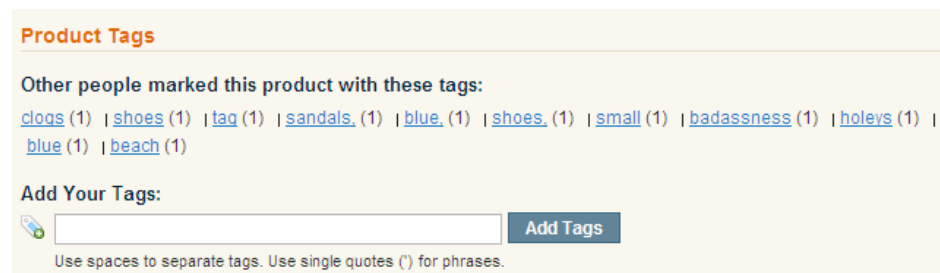 Product Tags
Other people marked this product with these tags:
clogs (1) | shoes (1) | tag (1) | sandals, (1) | blue, (1) | shoes, (1) | small (1) | badassness (1) | holeys (1) |
blue (1) | beach (1)
Add Your Tags:
Add Tags
Use spaces to separate tags. Use single quotes (') for phrases.